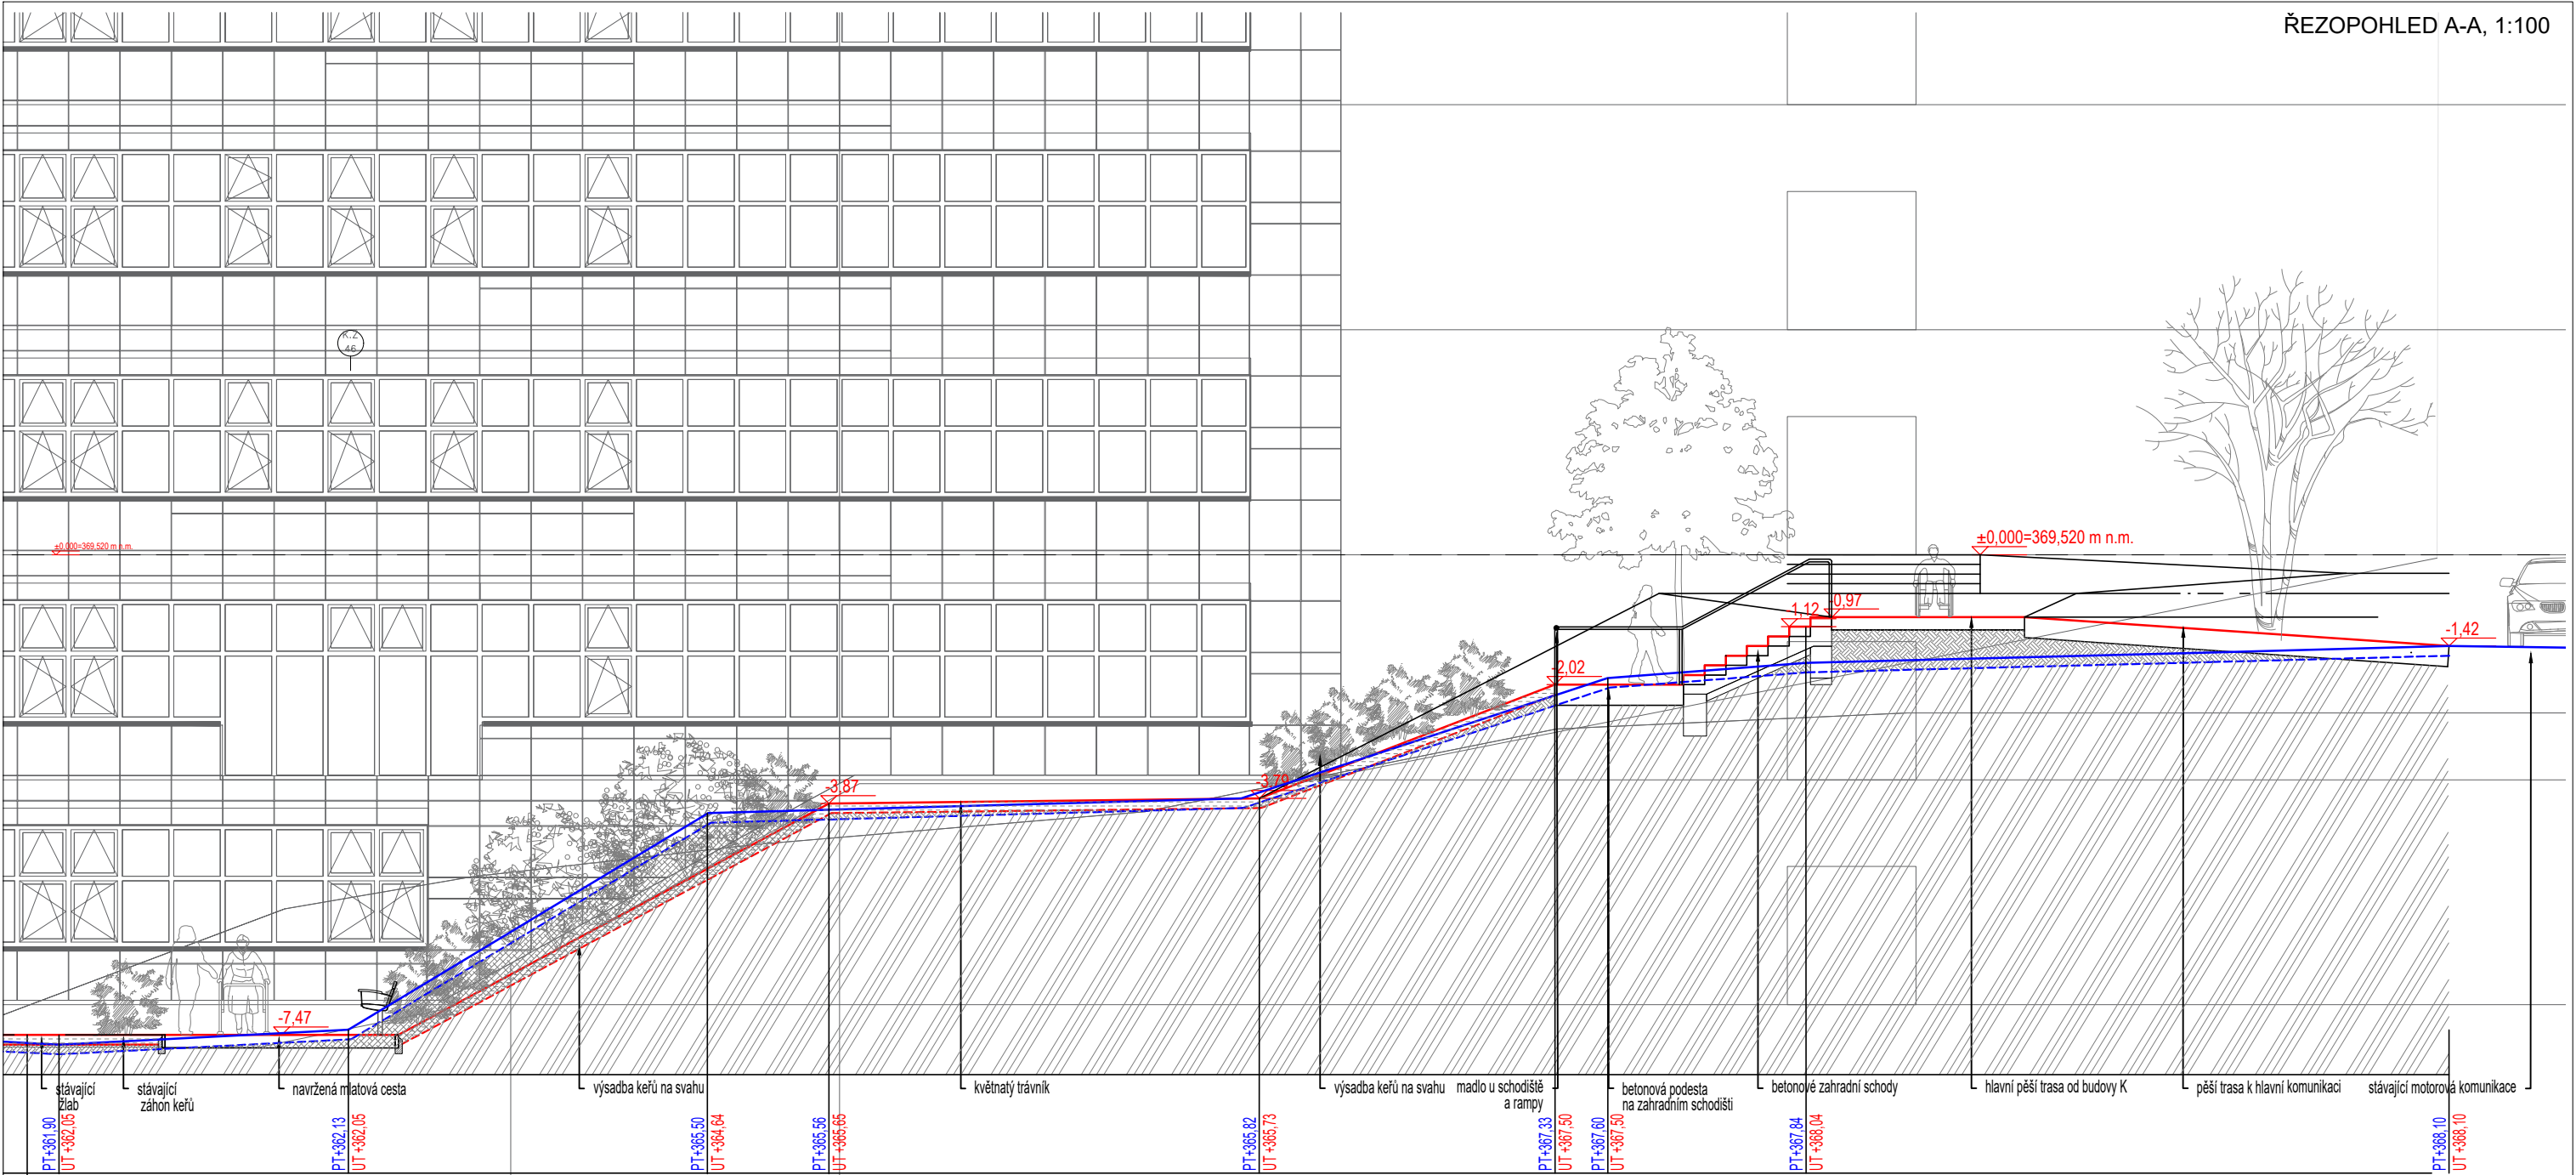 ŘEZOPOHLED A-A, 1:100
K.Z
46
±0,000=369,520 m n.m.
±0,000=369,520 m n.m.
-1,12
-0,97
-1,42
-2,02
-3,79
-3,87
-7,47
stávající
žlab
stávající
záhon keřů
navržená mlatová cesta
výsadba keřů na svahu
květnatý trávník
výsadba keřů na svahu
madlo u schodiště
a rampy
betonová podesta
na zahradním schodišti
betonové zahradní schody
hlavní pěší trasa od budovy K
pěší trasa k hlavní komunikaci
stávající motorová komunikace
PT+361,90
UT +362,05
PT+362,13
UT +362,05
PT+365,50
UT +364,64
PT+365,56
UT +365,65
PT+365,82
UT +365,73
PT+367,33
UT +367,50
PT+367,60
UT +367,50
PT+367,84
UT +368,04
PT+368,10
UT +368,10